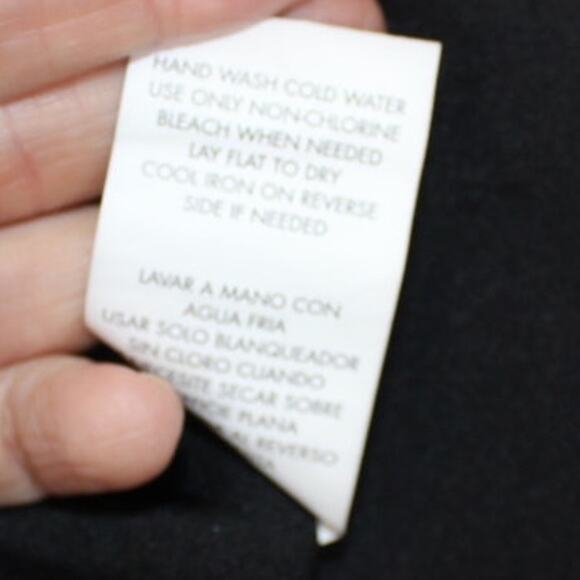 HAND WASH COLD WATER
USE ONLY NON-CHLORINE
BLEACH WHEN NEEDED
LAY FLAT TO DRY
COOL IRON ON REVERSE
SIDE IF NEEDED
LAVAR A MANO CON
AGUA FRIA
USAR SOLO BLANQUEADOR
SIN CLORO CUANDO
SECAR SOBRE
PLANA
AL REVERSO